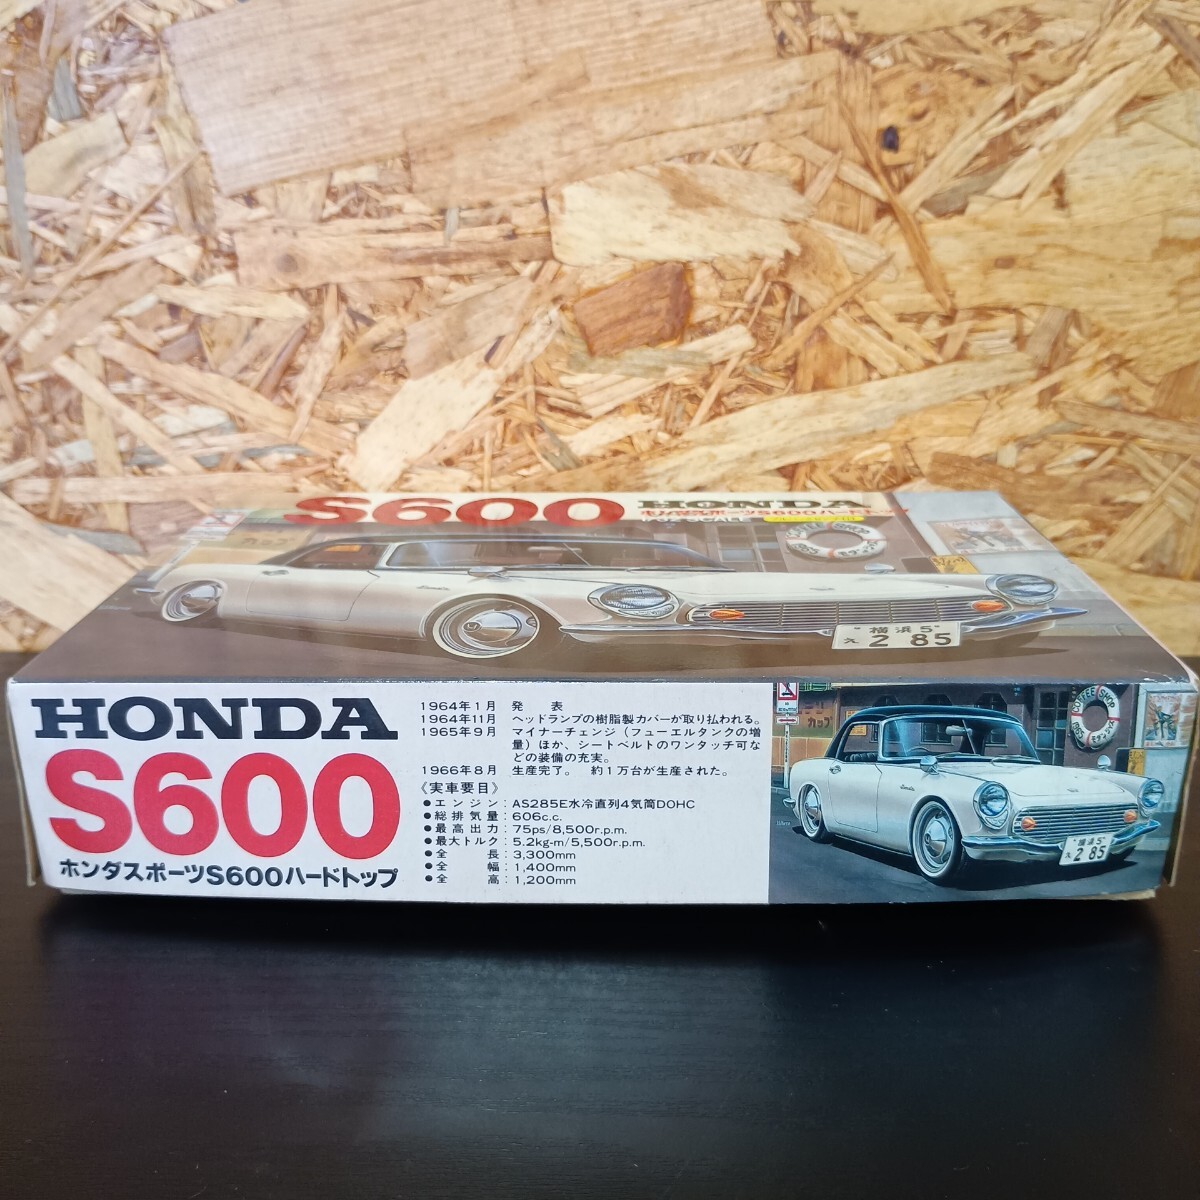 S600 HONDA
ホンダスポーツS600ハードトップ
COFFEE SHOP
モダン
横浜5
久 2 85
HONDA
S600
ホンダスポーツS600ハードトップ
1964年1月 発 表
1964年11月 ヘッドランプの樹脂製カバーが取り払われる。
1965年9月 マイナーチェンジ(フューエルタンクの増
量)ほか、シートベルトのワンタッチ可な
どの装備の充実。
1966年8月 生産完了。 約1万台が生産された。
《実車要目》
●エンジン:AS285E水冷直列4気筒DOHC
●総排気量:606c.c.
●最高出力:75ps/8,500r.p.m.
●最大トルク:5.2kg-m/5,500r.p.m.
●全 長:3,300mm
●全 幅:1,400mm
●全 高:1,200mm
カップ
COFFEE SHOP
横浜5
久 2 85